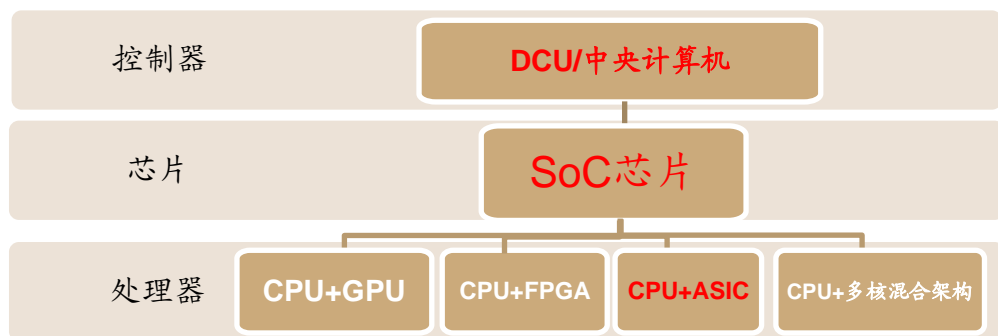 控制器
DCU/中央计算机
芯片
SoC芯片
处理器
CPU+GPU
CPU+FPGA
CPU+ASIC
CPU+多核混合架构